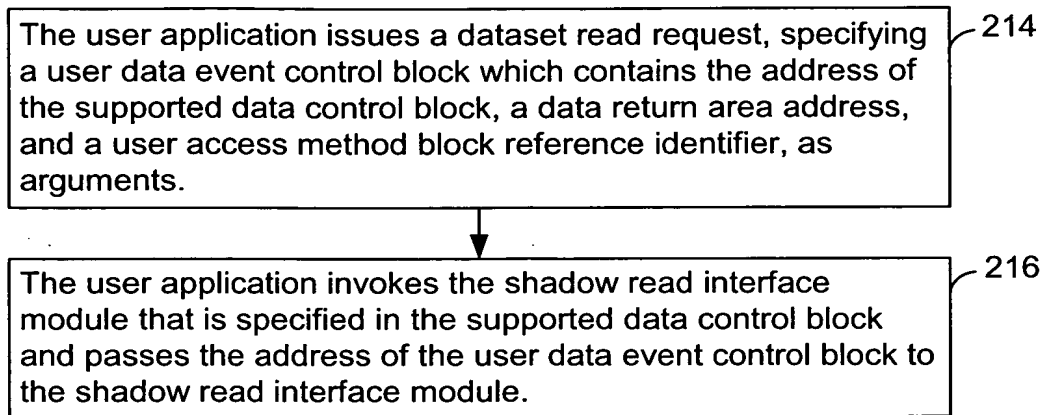 The user application issues a dataset read request, specifying
a user data event control block which contains the address of
the supported data control block, a data return area address,
and a user access method block reference identifier, as
arguments.
214
The user application invokes the shadow read interface
module that is specified in the supported data control block
and passes the address of the user data event control block to
the shadow read interface module.
216